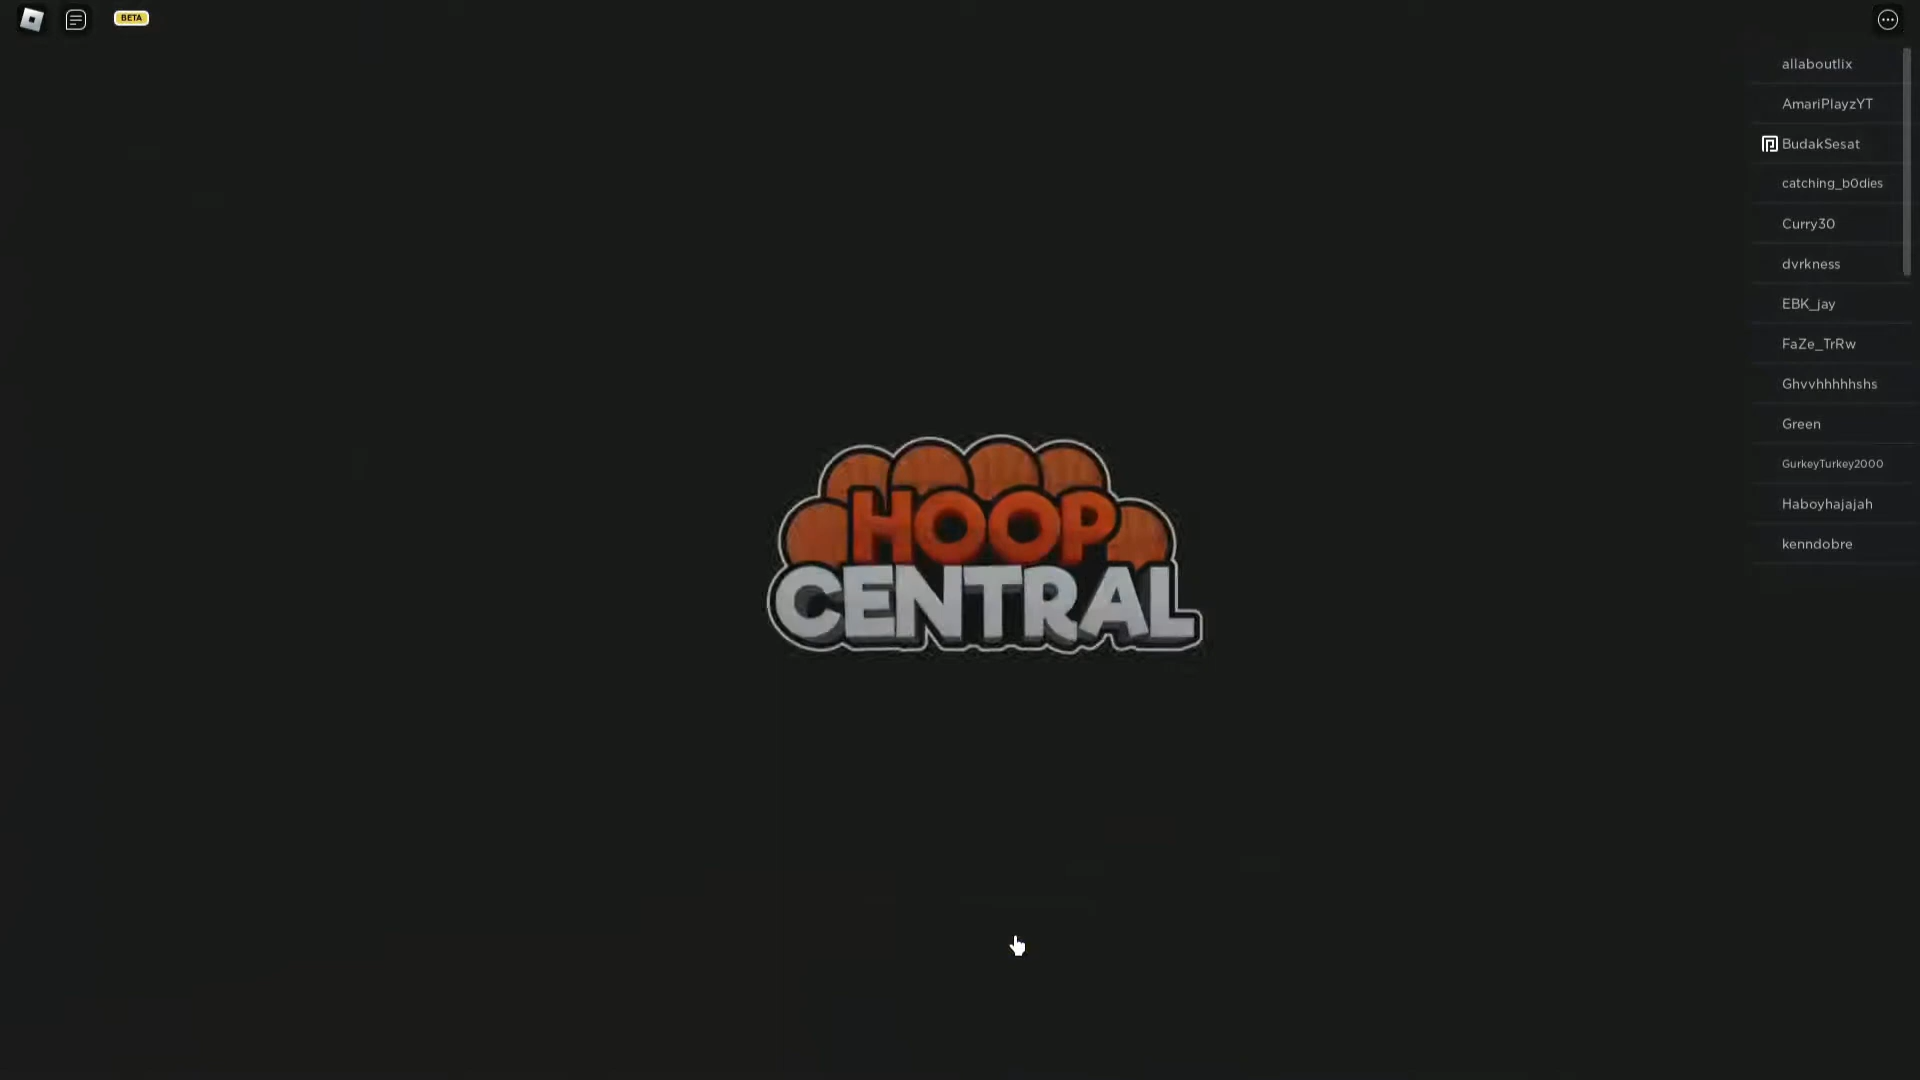 BETA
allaboutlix
AmariPlayzYT
BudakSesat
catching_b0dies
Curry30
dvrkness
EBK_jay
FaZe_TrRw
Ghvvhhhhhshs
Green
GurkeyTurkey2000
Haboyhajajah
kenndobre
HOOP
CENTRAL